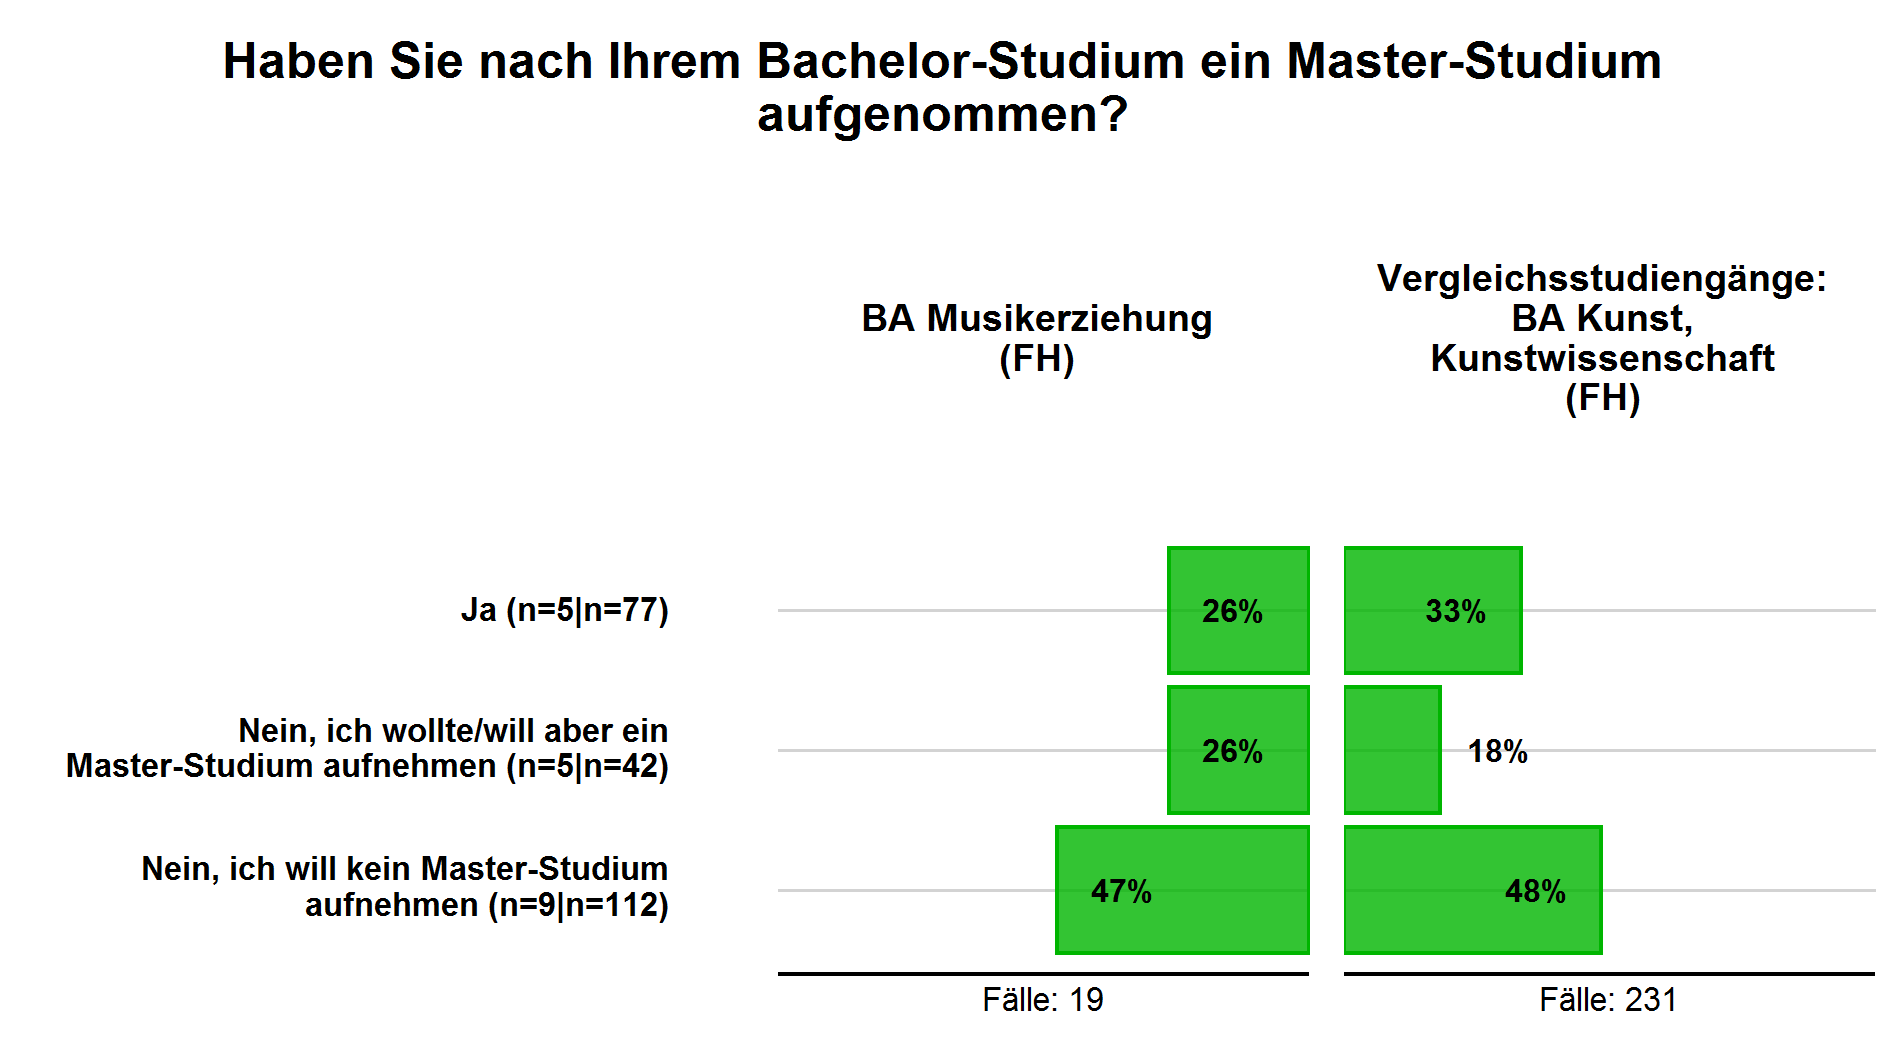 Haben Sie nach Ihrem Bachelor-Studium ein Master-Studium
aufgenommen?
BA Musikerziehung
(FH)
Vergleichsstudiengänge:
BA Kunst,
Kunstwissenschaft
(FH)
Ja (n=5|n=77)
26%
33%
Nein, ich wollte/will aber ein
Master-Studium aufnehmen (n=5|n=42)
26%
18%
Nein, ich will kein Master-Studium
aufnehmen (n=9|n=112)
47%
48%
Fälle: 19
Fälle: 231